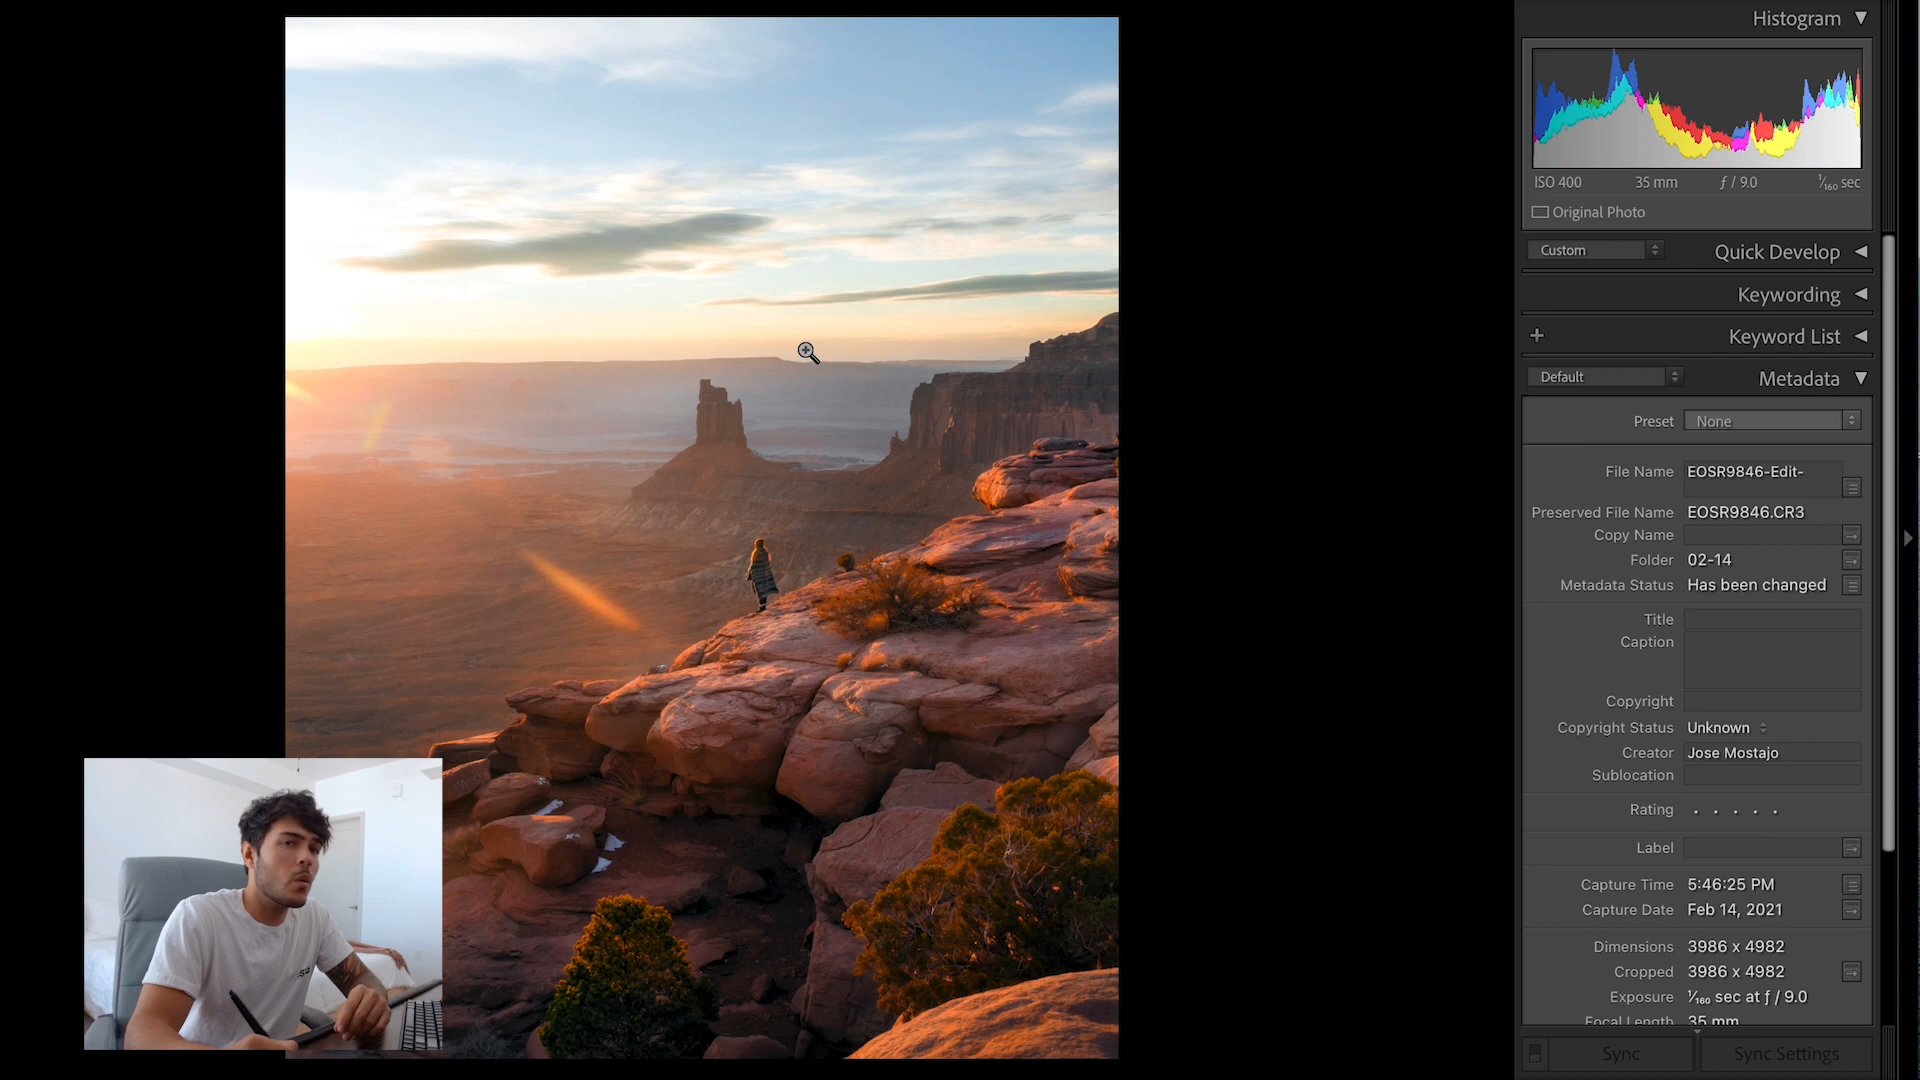 Histogram
ISO 400 35 mm ƒ / 9.0 1/160 sec
Original Photo
Custom Quick Develop
Keywording
+ Keyword List
Default Metadata
Preset None
File Name EOSR9846-Edit-
Preserved File Name EOSR9846.CR3
Copy Name
Folder 02-14
Metadata Status Has been changed
Title
Caption
Copyright
Copyright Status Unknown
Creator Jose Mostajo
Sublocation
Rating . . . . .
Label
Capture Time 5:46:25 PM
Capture Date Feb 14, 2021
Dimensions 3986 x 4982
Cropped 3986 x 4982
Exposure 1/160 sec at ƒ / 9.0
Focal Length 35 mm
Sync Sync Settings